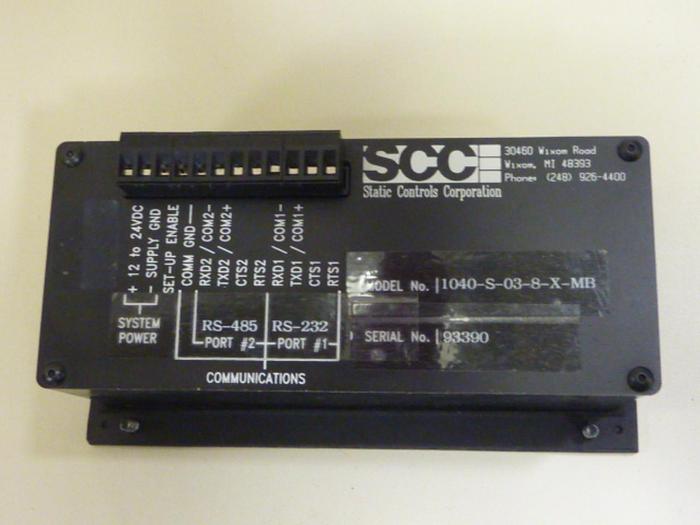 SCC
Static Controls Corporation
30460 Wixom Road
Wixom, MI 48393
Phone: (248) 926-4400
+ 12 to 24VDC
- SUPPLY GND
SET-UP ENABLE
COMM GND
RXD2 / COM2-
TXD2 / COM2+
CTS2
RTS2
RXD1 / COM1-
TXD1 / COM1+
CTS1
RTS1
SYSTEM
POWER
RS-485
PORT #2
RS-232
PORT #1
COMMUNICATIONS
MODEL No. 1040-S-03-8-X-MB
SERIAL No. 93390